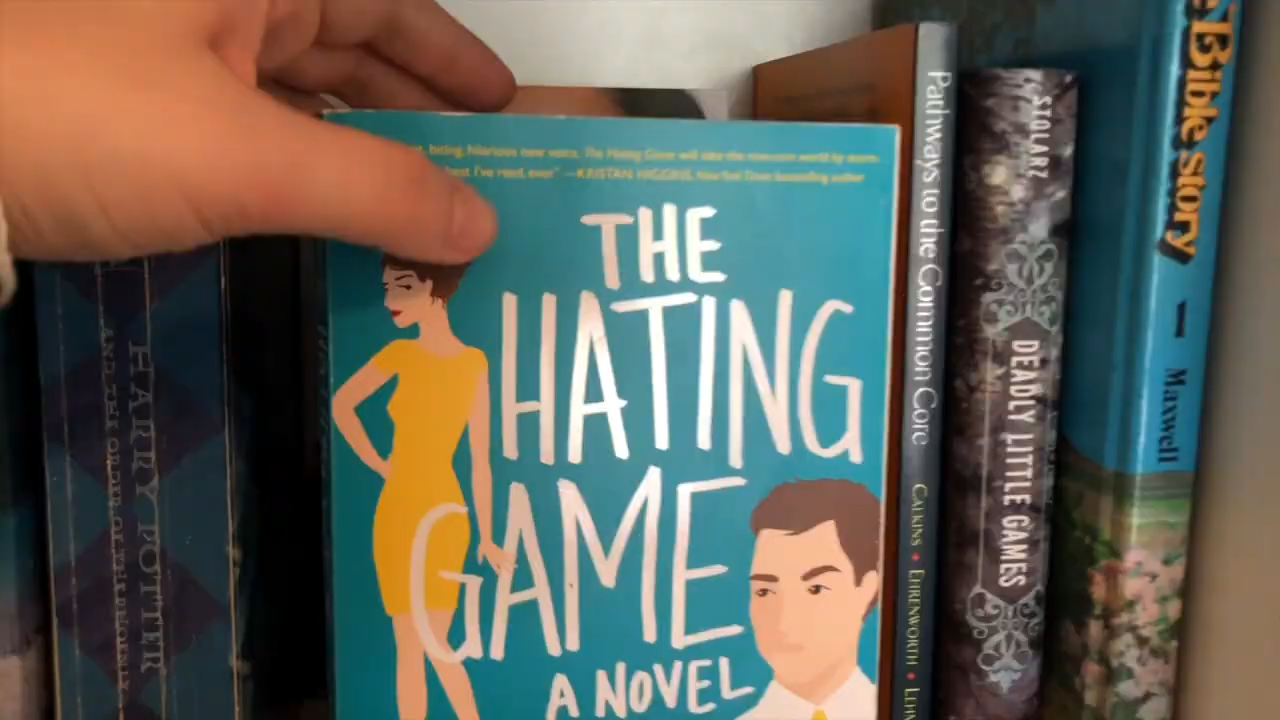 HARRY POTTER
AND THE ORDER OF THE PHOENIX
biting, hilarious new voice, The Hating Game will take the romance world by storm.
best I've read, ever" —KRISTAN HIGGINS, New York Times bestselling author
THE
HATING
GAME
A NOVEL
Pathways to the Common Core
CALKINS • EHRENWORTH •
STOLARZ
DEADLY LITTLE GAMES
Bible story
1
Maxwell